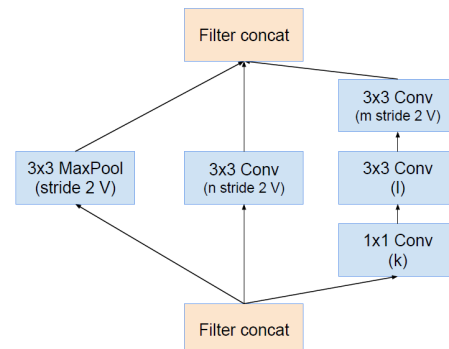 Filter concat
3x3 Conv
(m stride 2 V)
3x3 MaxPool
(stride 2 V)
3x3 Conv
(n stride 2 V)
3x3 Conv
(l)
1x1 Conv
(k)
Filter concat